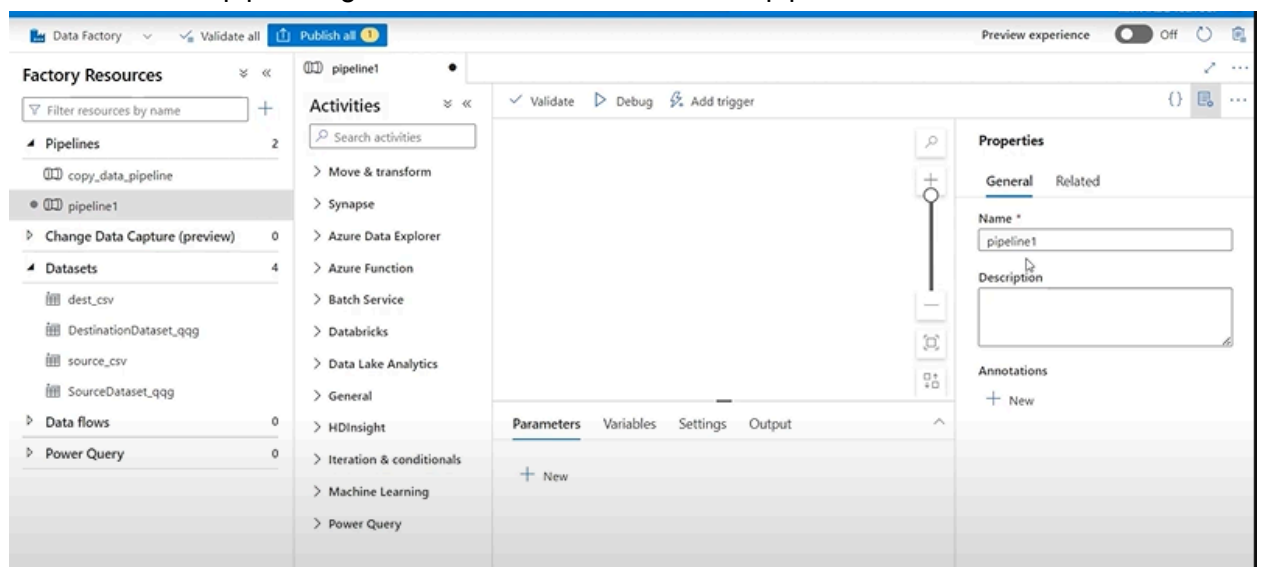 Data Factory
Validate all
Publish all 1
Preview experience
Off
Factory Resources
Filter resources by name
Pipelines 2
copy_data_pipeline
pipeline1
Change Data Capture (preview) 0
Datasets 4
dest_csv
DestinationDataset_qqg
source_csv
SourceDataset_qqg
Data flows 0
Power Query 0
pipeline1
Activities
Search activities
Move & transform
Synapse
Azure Data Explorer
Azure Function
Batch Service
Databricks
Data Lake Analytics
General
HDInsight
Iteration & conditionals
Machine Learning
Power Query
Validate
Debug
Add trigger
{}
Parameters
Variables
Settings
Output
New
Properties
General
Related
Name *
pipeline1
Description
Annotations
New